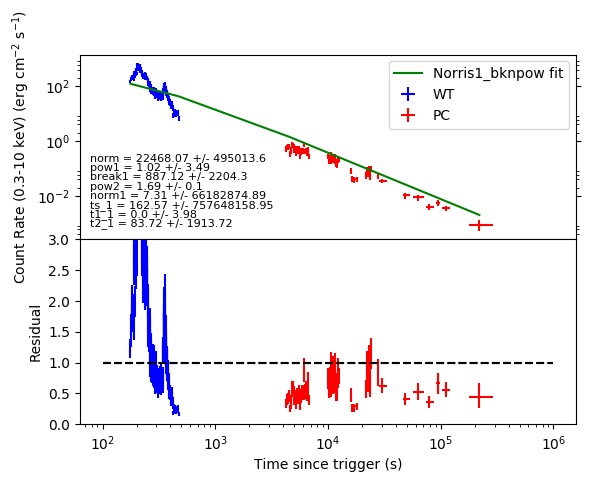 Count Rate (0.3-10 keV) (erg cm⁻² s⁻¹)
10²
10⁰
10⁻²
Norris1_bknpow fit
WT
PC
norm = 22468.07 +/- 495013.6
pow1 = 1.02 +/- 3.49
break1 = 887.12 +/- 2204.3
pow2 = 1.69 +/- 0.1
norm1 = 7.31 +/- 66182874.89
ts_1 = 162.57 +/- 757648158.95
t1_1 = 0.0 +/- 3.98
t2_1 = 83.72 +/- 1913.72
Residual
3.0
2.5
2.0
1.5
1.0
0.5
0.0
10² 10³ 10⁴ 10⁵ 10⁶
Time since trigger (s)